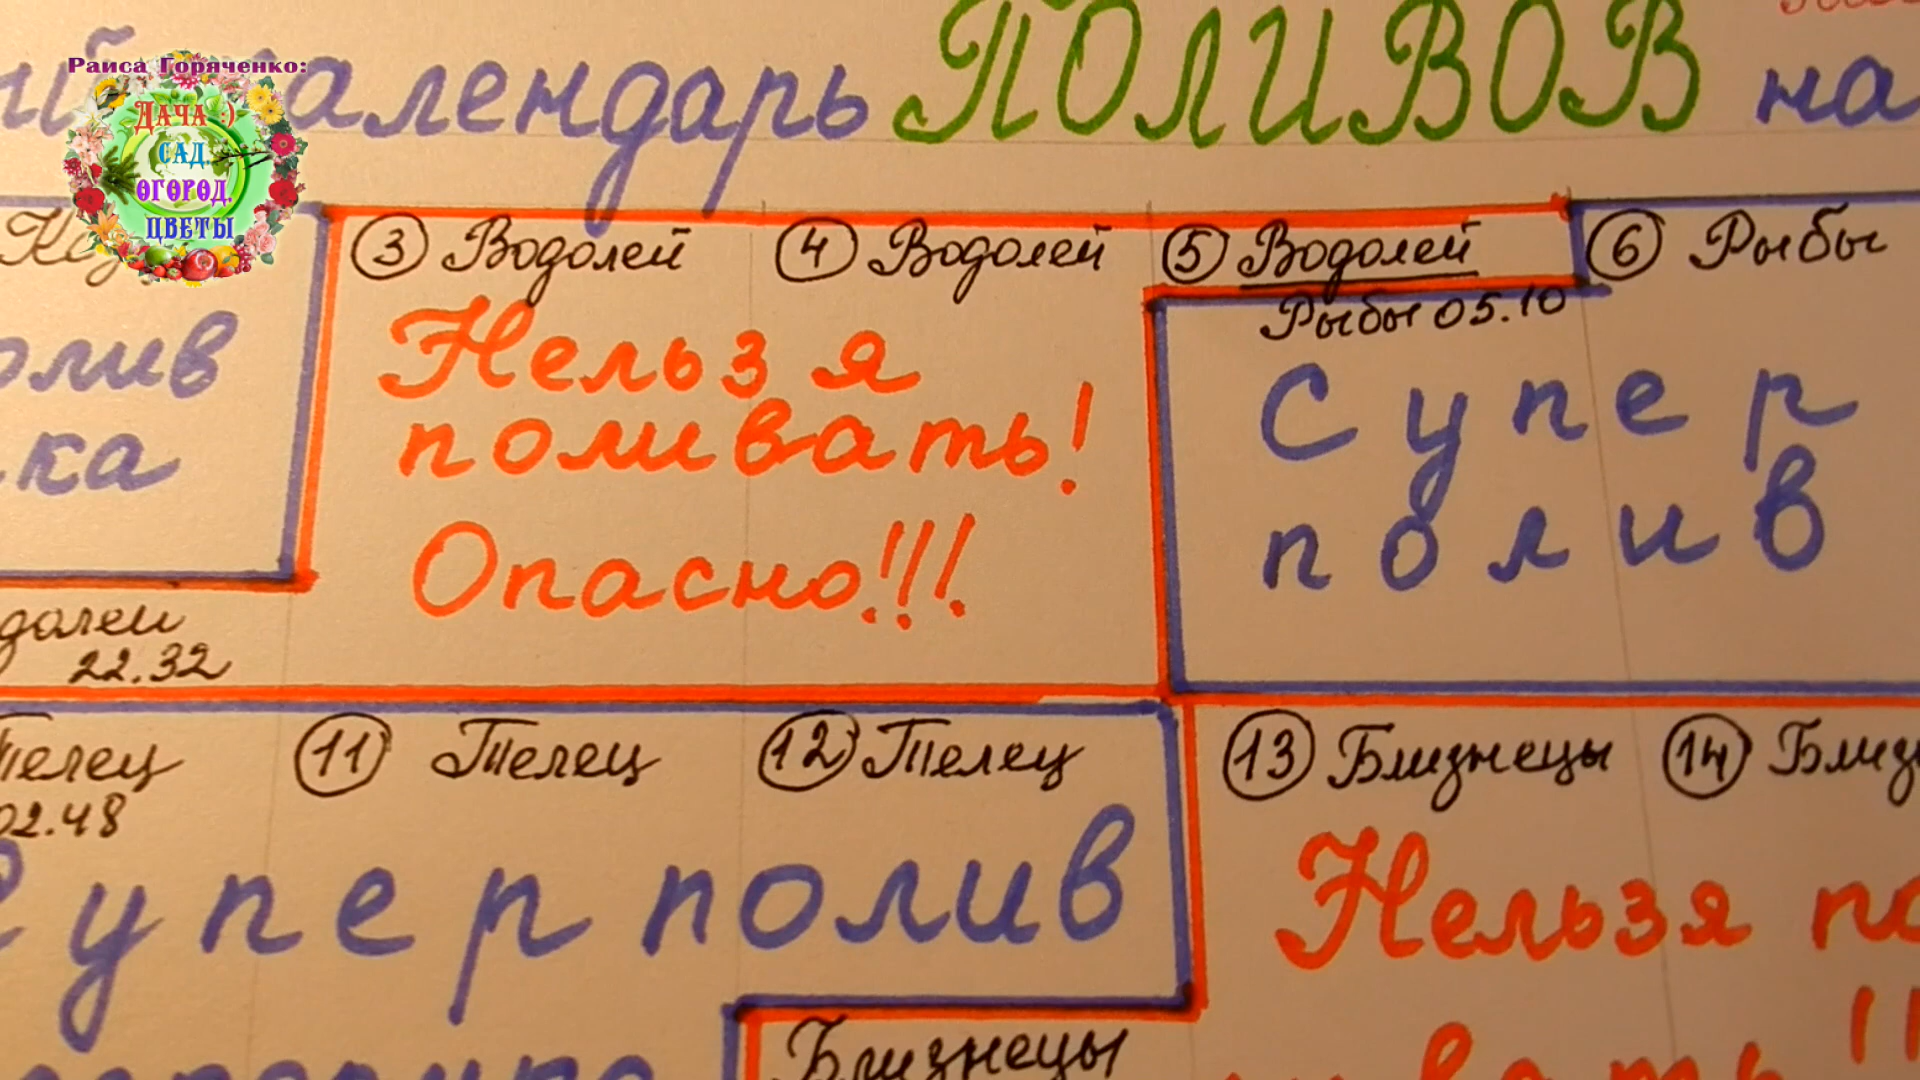 Раиса Горяченко:
Дача :)
сад,
огород,
цветы
календарь ПОЛИВОВ на
3 Водолей 4 Водолей 5 Водолей 6 Рыбы
Рыбы 05.10
Нельзя
поливать!
Опасно!!!
Супер
полив
22.32
Телец 11 Телец 12 Телец 13 Близнецы 14
02.48
Супер полив
Нельзя
Близнецы